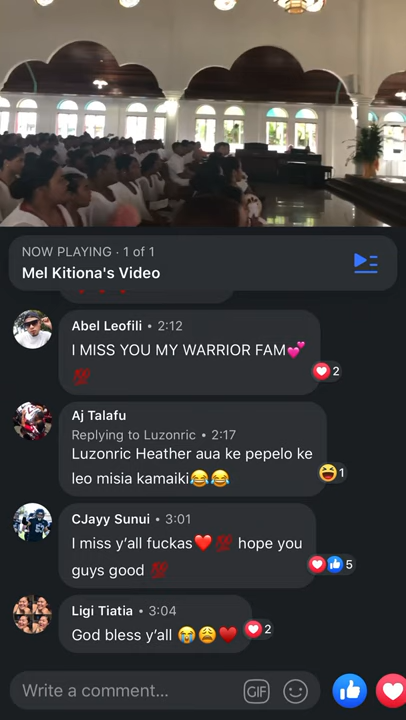 NOW PLAYING · 1 of 1
Mel Kitiona's Video
Abel Leofili • 2:12
I MISS YOU MY WARRIOR FAM💕
💯
2
Aj Talafu
Replying to Luzonric • 2:17
Luzonric Heather aua ke pepelo ke
leo misia kamaiki😂😂
1
CJayy Sunui • 3:01
I miss y'all fuckas❤️💯 hope you
guys good 💯
5
Ligi Tiatia • 3:04
God bless y'all 😭😩♥️
2
Write a comment...
GIF